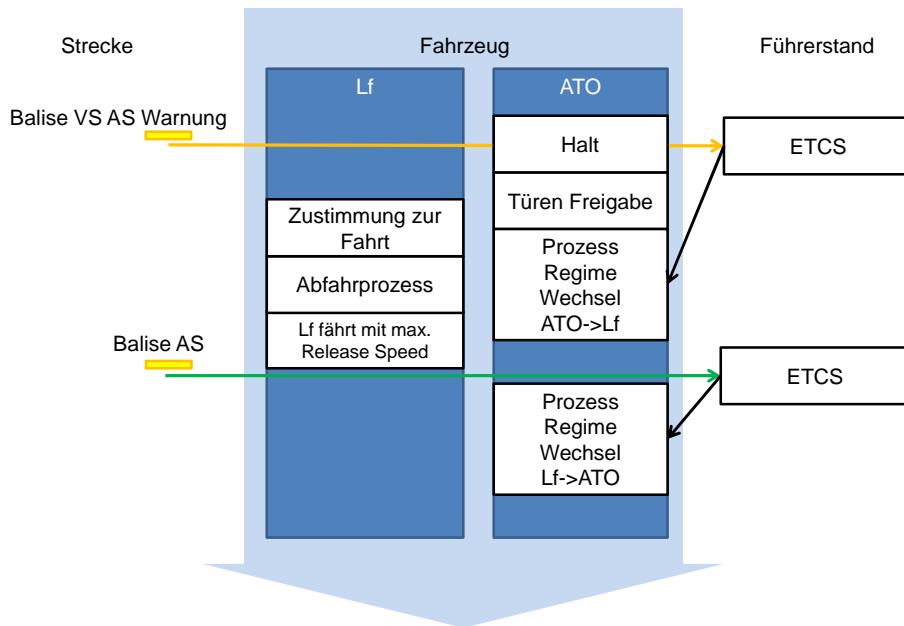 Strecke
Fahrzeug
Führerstand
Lf
ATO
Balise VS AS Warnung
Halt
ETCS
Türen Freigabe
Zustimmung zur
Fahrt
Prozess
Regime
Wechsel
ATO->Lf
Abfahrprozess
Lf fährt mit max.
Release Speed
Balise AS
ETCS
Prozess
Regime
Wechsel
Lf->ATO